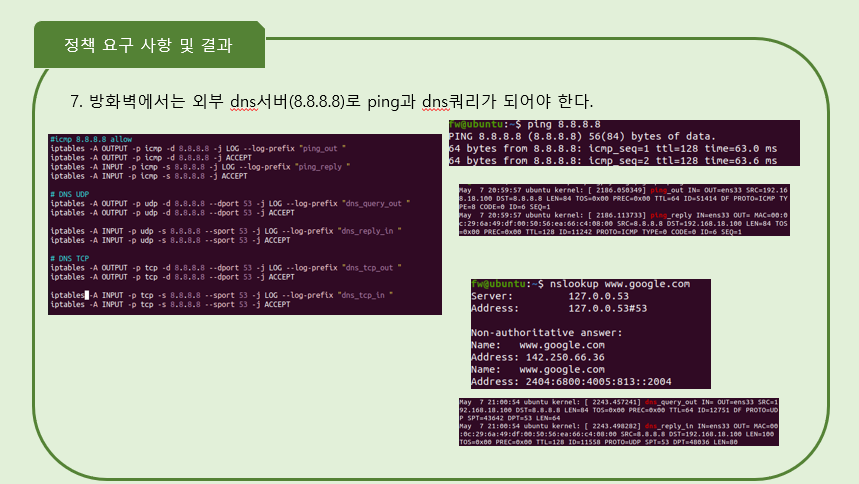 정책 요구 사항 및 결과
7. 방화벽에서는 외부 dns서버(8.8.8.8)로 ping과 dns쿼리가 되어야 한다.
#icmp 8.8.8.8 allow
iptables -A OUTPUT -p icmp -d 8.8.8.8 -j LOG --log-prefix "ping_out "
iptables -A OUTPUT -p icmp -d 8.8.8.8 -j ACCEPT
iptables -A INPUT -p icmp -s 8.8.8.8 -j LOG --log-prefix "ping_reply "
iptables -A INPUT -p icmp -s 8.8.8.8 -j ACCEPT
# DNS UDP
iptables -A OUTPUT -p udp -d 8.8.8.8 --dport 53 -j LOG --log-prefix "dns_query_out "
iptables -A OUTPUT -p udp -d 8.8.8.8 --dport 53 -j ACCEPT
iptables -A INPUT -p udp -s 8.8.8.8 --sport 53 -j LOG --log-prefix "dns_reply_in "
iptables -A INPUT -p udp -s 8.8.8.8 --sport 53 -j ACCEPT
# DNS TCP
iptables -A OUTPUT -p tcp -d 8.8.8.8 --dport 53 -j LOG --log-prefix "dns_tcp_out "
iptables -A OUTPUT -p tcp -d 8.8.8.8 --dport 53 -j ACCEPT
iptables -A INPUT -p tcp -s 8.8.8.8 --sport 53 -j LOG --log-prefix "dns_tcp_in "
iptables -A INPUT -p tcp -s 8.8.8.8 --sport 53 -j ACCEPT
fw@ubuntu:~$ ping 8.8.8.8
PING 8.8.8.8 (8.8.8.8) 56(84) bytes of data.
64 bytes from 8.8.8.8: icmp_seq=1 ttl=128 time=63.0 ms
64 bytes from 8.8.8.8: icmp_seq=2 ttl=128 time=63.6 ms
May  7 20:59:57 ubuntu kernel: [ 2186.050349] ping_out IN= OUT=ens33 SRC=192.16
8.18.100 DST=8.8.8.8 LEN=84 TOS=0x00 PREC=0x00 TTL=64 ID=51414 DF PROTO=ICMP TY
PE=8 CODE=0 ID=6 SEQ=1
May  7 20:59:57 ubuntu kernel: [ 2186.113733] ping_reply IN=ens33 OUT= MAC=00:0
c:29:6a:49:df:00:50:56:ea:66:c4:08:00 SRC=8.8.8.8 DST=192.168.18.100 LEN=84 TOS
=0x00 PREC=0x00 TTL=128 ID=11242 PROTO=ICMP TYPE=0 CODE=0 ID=6 SEQ=1
fw@ubuntu:~$ nslookup www.google.com
Server:         127.0.0.53
Address:        127.0.0.53#53
Non-authoritative answer:
Name:   www.google.com
Address: 142.250.66.36
Name:   www.google.com
Address: 2404:6800:4005:813::2004
May  7 21:00:54 ubuntu kernel: [ 2243.457241] dns_query_out IN= OUT=ens33 SRC=1
92.168.18.100 DST=8.8.8.8 LEN=84 TOS=0x00 PREC=0x00 TTL=64 ID=12751 DF PROTO=UD
P SPT=43642 DPT=53 LEN=64
May  7 21:00:54 ubuntu kernel: [ 2243.498282] dns_reply_in IN=ens33 OUT= MAC=00
:0c:29:6a:49:df:00:50:56:ea:66:c4:08:00 SRC=8.8.8.8 DST=192.168.18.100 LEN=100
TOS=0x00 PREC=0x00 TTL=128 ID=11558 PROTO=UDP SPT=53 DPT=48036 LEN=80